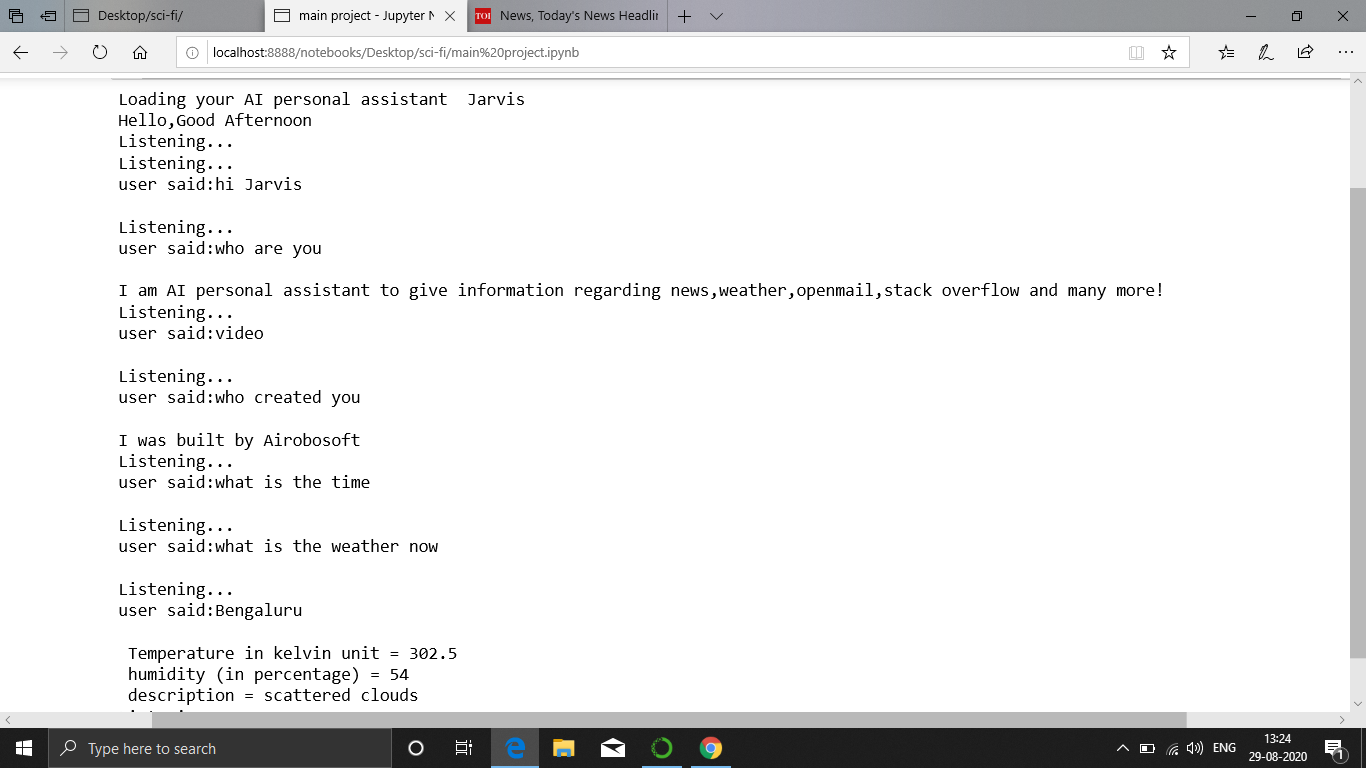 Desktop/sci-fi/
main project - Jupyter N
TOI
News, Today's News Headlin
localhost:8888/notebooks/Desktop/sci-fi/main%20project.ipynb
Loading your AI personal assistant  Jarvis
Hello,Good Afternoon
Listening...
Listening...
user said:hi Jarvis
Listening...
user said:who are you
I am AI personal assistant to give information regarding news,weather,openmail,stack overflow and many more!
Listening...
user said:video
Listening...
user said:who created you
I was built by Airobosoft
Listening...
user said:what is the time
Listening...
user said:what is the weather now
Listening...
user said:Bengaluru
Temperature in kelvin unit = 302.5
humidity (in percentage) = 54
description = scattered clouds
Type here to search
ENG
13:24
29-08-2020
1